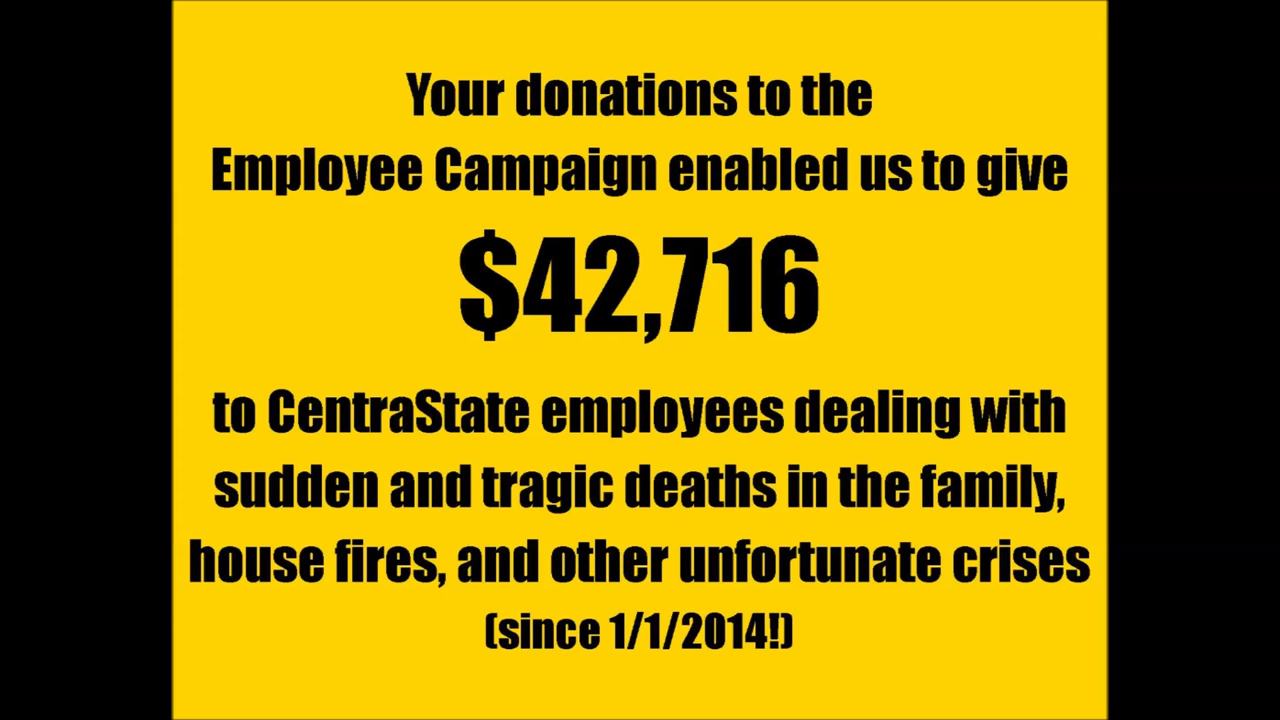 Your donations to the
Employee Campaign enabled us to give
$42,716
to CentraState employees dealing with
sudden and tragic deaths in the family,
house fires, and other unfortunate crises
(since 1/1/2014!)